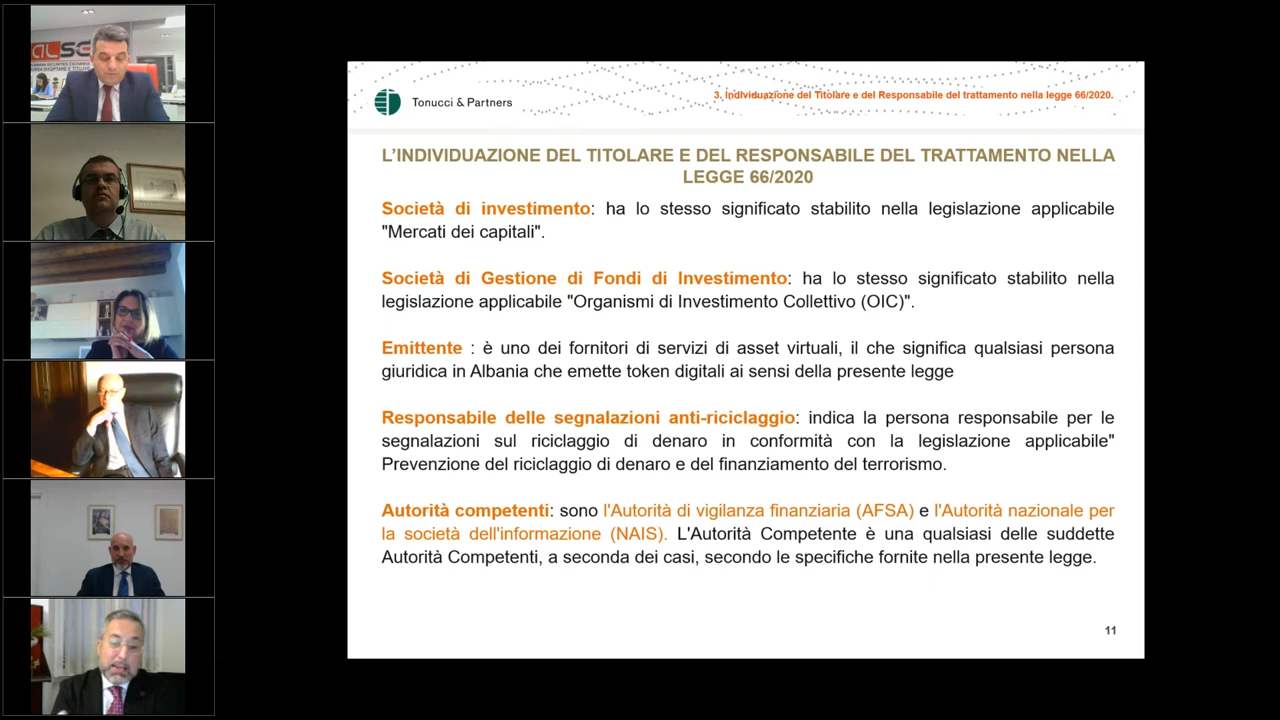 ALSE
ALBANIAN SECURITIES EXCHANGE
BURSA SHQIPTARE E TITUJVE
Tonucci & Partners
3. Individuazione del Titolare e del Responsabile del trattamento nella legge 66/2020.
L'INDIVIDUAZIONE DEL TITOLARE E DEL RESPONSABILE DEL TRATTAMENTO NELLA
LEGGE 66/2020
Società di investimento: ha lo stesso significato stabilito nella legislazione applicabile
"Mercati dei capitali".
Società di Gestione di Fondi di Investimento: ha lo stesso significato stabilito nella
legislazione applicabile "Organismi di Investimento Collettivo (OIC)".
Emittente : è uno dei fornitori di servizi di asset virtuali, il che significa qualsiasi persona
giuridica in Albania che emette token digitali ai sensi della presente legge
Responsabile delle segnalazioni anti-riciclaggio: indica la persona responsabile per le
segnalazioni sul riciclaggio di denaro in conformità con la legislazione applicabile"
Prevenzione del riciclaggio di denaro e del finanziamento del terrorismo.
Autorità competenti: sono l'Autorità di vigilanza finanziaria (AFSA) e l'Autorità nazionale per
la società dell'informazione (NAIS). L'Autorità Competente è una qualsiasi delle suddette
Autorità Competenti, a seconda dei casi, secondo le specifiche fornite nella presente legge.
11